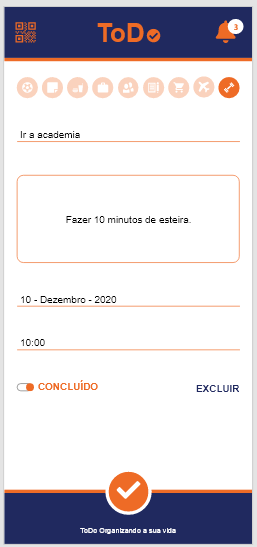 ToDo
3
Ir a academia
Fazer 10 minutos de esteira.
10 - Dezembro - 2020
10:00
CONCLUÍDO
EXCLUIR
ToDo Organizando a sua vida